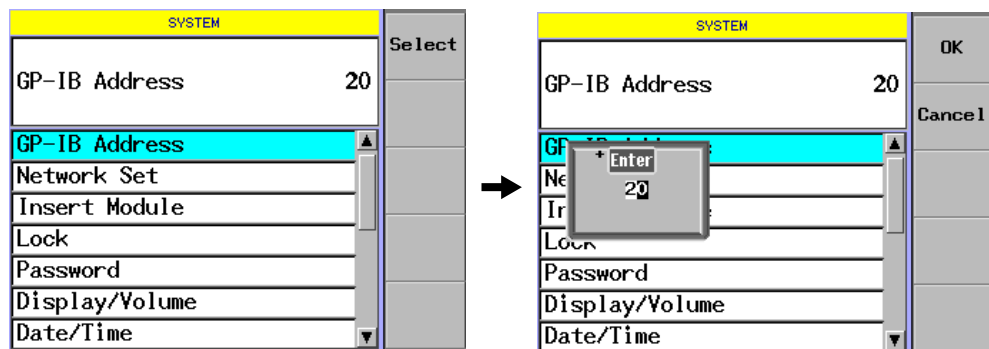 SYSTEM
Select
GP-IB Address 20
GP-IB Address
Network Set
Insert Module
Lock
Password
Display/Volume
Date/Time
SYSTEM
OK
GP-IB Address 20
Cancel
Enter
20
Lock
Password
Display/Volume
Date/Time